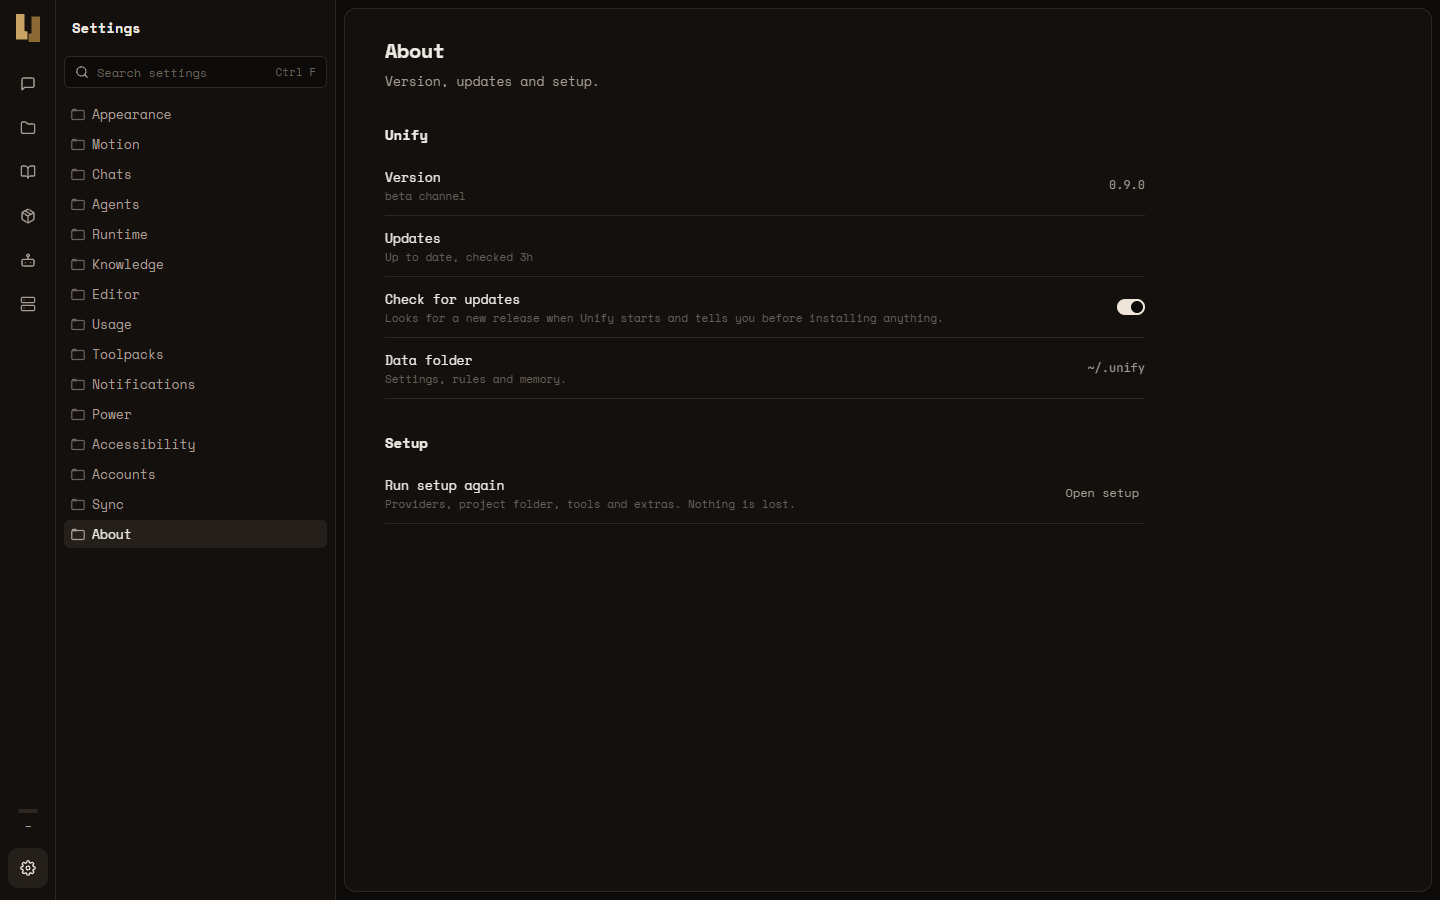 Settings
Search settings Ctrl F
Appearance
Motion
Chats
Agents
Runtime
Knowledge
Editor
Usage
Toolpacks
Notifications
Power
Accessibility
Accounts
Sync
About
–
About
Version, updates and setup.
Unify
Version
beta channel
0.9.0
Updates
Up to date, checked 3h
Check for updates
Looks for a new release when Unify starts and tells you before installing anything.
Data folder
Settings, rules and memory.
~/.unify
Setup
Run setup again
Providers, project folder, tools and extras. Nothing is lost.
Open setup